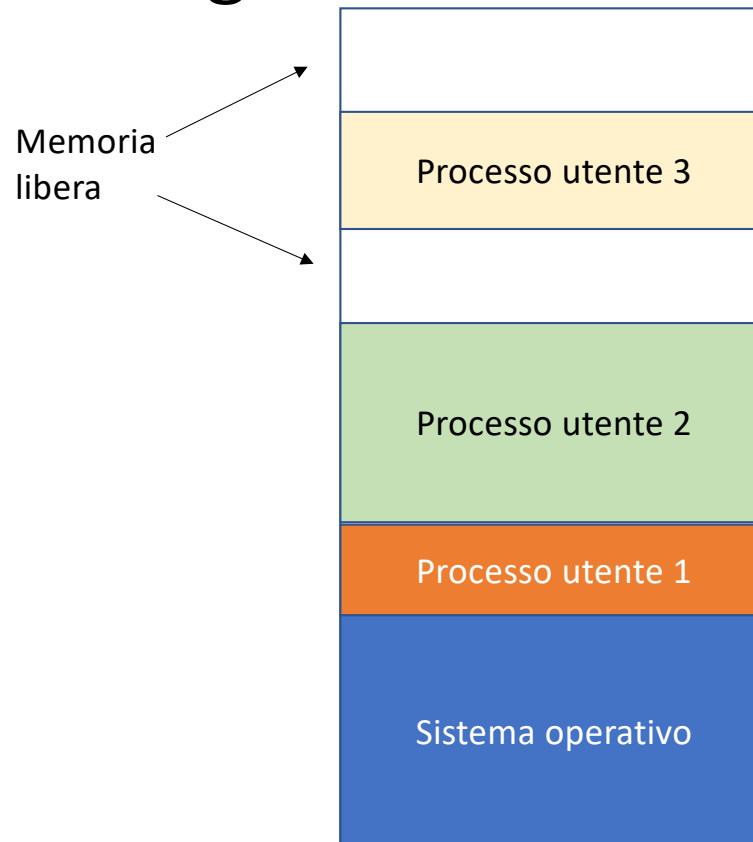 Processo utente 3
Memoria
libera
Processo utente 2
Processo utente 1
Sistema operativo